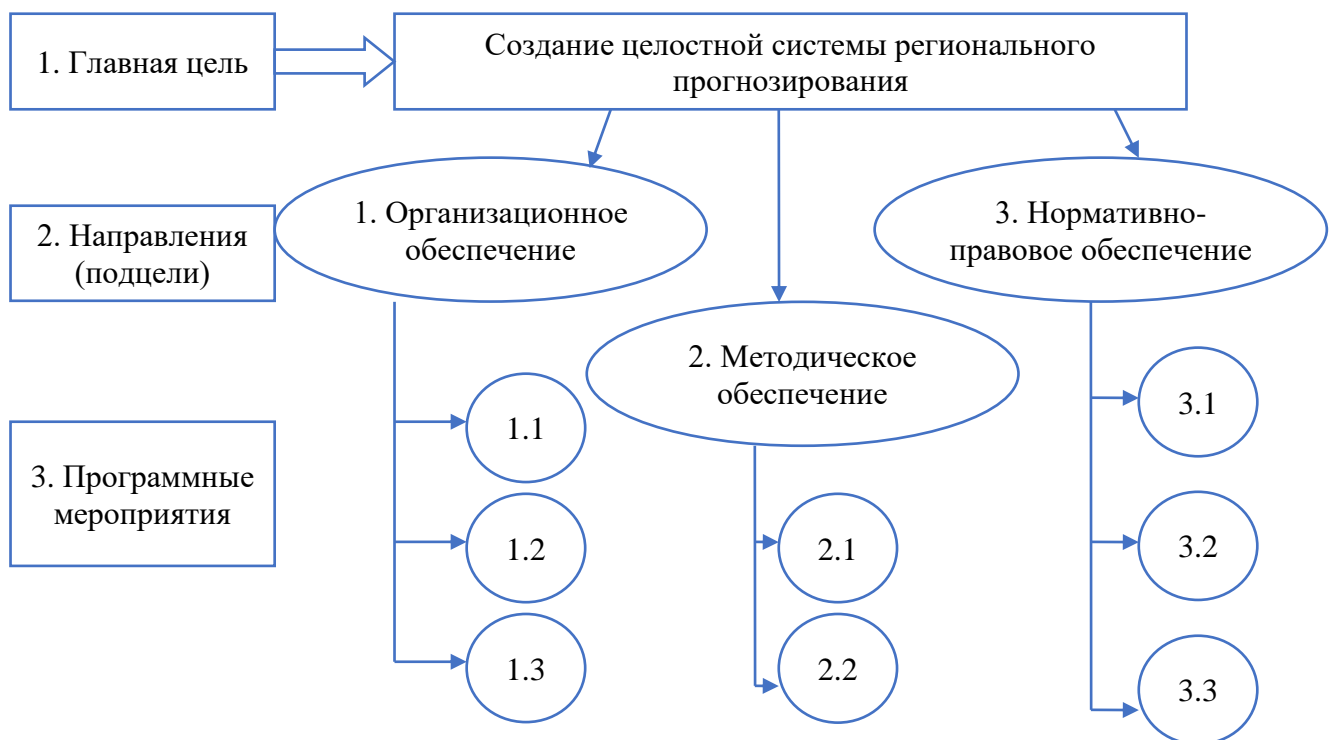 1. Главная цель
Создание целостной системы регионального
прогнозирования
2. Направления
(подцели)
1. Организационное
обеспечение
3. Нормативно-
правовое обеспечение
2. Методическое
обеспечение
3. Программные
мероприятия
1.1
1.2
1.3
2.1
2.2
3.1
3.2
3.3